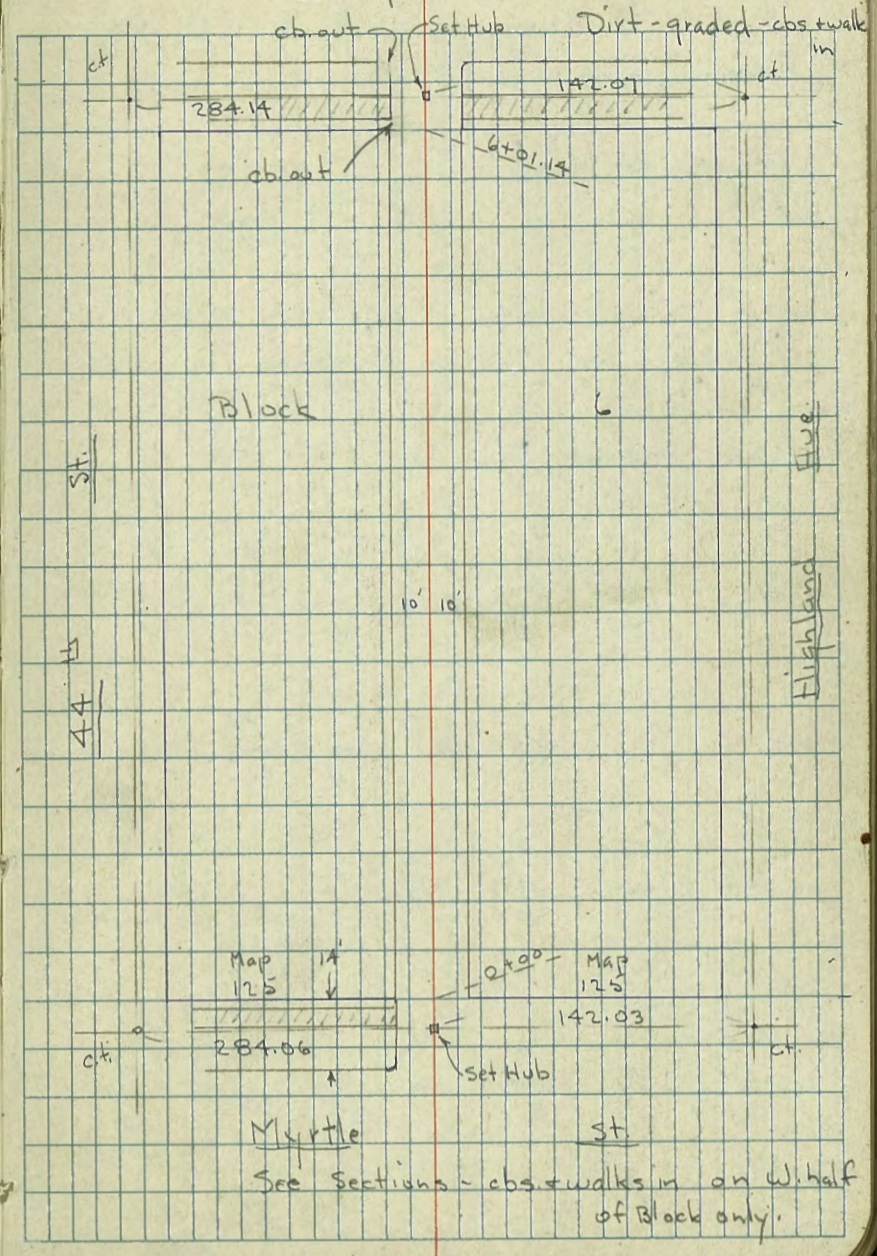 cb. out
Set Hub
Dirt-graded-cbs + walk
in
ct
ct
284.14
142.07
6+01.14
cb. out
Block
6
St.
Ave.
10' 10'
44 th
Highland
Map
125
14'
2+00
Map
125
142.03
c.t.
284.06
c.t.
Set Hub
Myrtle St.
See Sections - cbs. + walks in on W. half
of Block only.